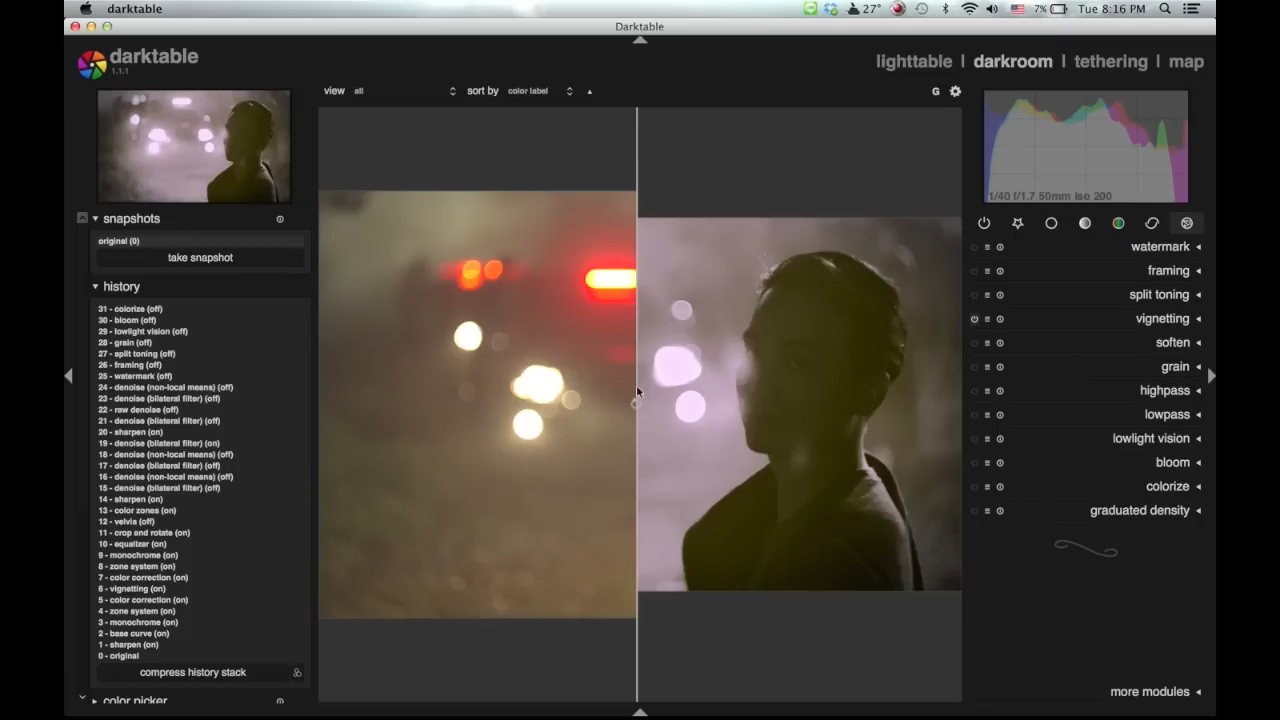 darktable
27°
7%
Tue 8:16 PM
Darktable
darktable
1.1.1
lighttable | darkroom | tethering | map
view all sort by color label
G
1/40 f/1.7 50mm iso 200
snapshots
original (0)
take snapshot
history
31 - colorize (off)
30 - bloom (off)
29 - lowlight vision (off)
28 - grain (off)
27 - split toning (off)
26 - framing (off)
25 - watermark (off)
24 - denoise (non-local means) (off)
23 - denoise (bilateral filter) (off)
22 - raw denoise (off)
21 - denoise (bilateral filter) (off)
20 - sharpen (on)
19 - denoise (bilateral filter) (on)
18 - denoise (non-local means) (off)
17 - denoise (bilateral filter) (off)
16 - denoise (non-local means) (off)
15 - denoise (bilateral filter) (off)
14 - sharpen (on)
13 - color zones (on)
12 - velvia (off)
11 - crop and rotate (on)
10 - equalizer (on)
9 - monochrome (on)
8 - zone system (on)
7 - color correction (on)
6 - vignetting (on)
5 - color correction (on)
4 - zone system (on)
3 - monochrome (on)
2 - base curve (on)
1 - sharpen (on)
0 - original
compress history stack
color picker
watermark
framing
split toning
vignetting
soften
grain
highpass
lowpass
lowlight vision
bloom
colorize
graduated density
more modules